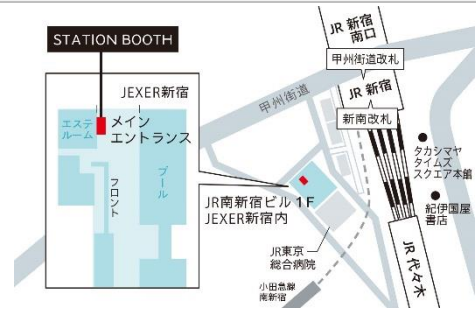 STATION BOOTH
JEXER新宿
エステ
ルーム
メイン
エントランス
フロント
プール
JR 新宿
南口
甲州街道改札
甲州街道
JR 新宿
新南改札
タカシマヤ
タイムズ
スクエア本館
紀伊国屋
書店
JR南新宿ビル 1F
JEXER新宿内
JR東京
総合病院
小田急線
南新宿
JR 代々木